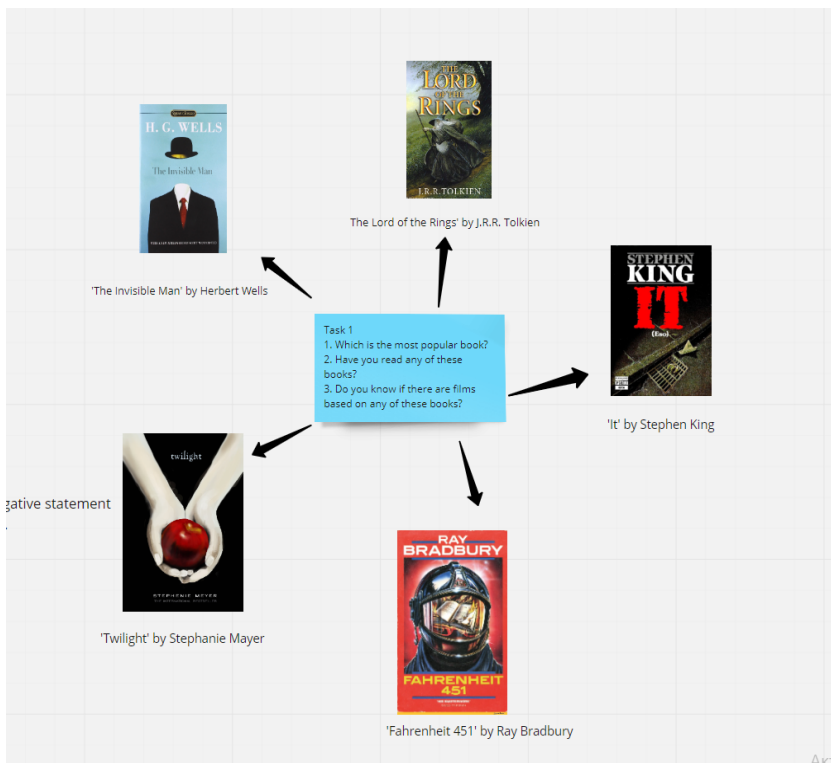 THE
LORD
OF THE
RINGS
J.R.R.TOLKIEN
The Lord of the Rings' by J.R.R. Tolkien
H. G. WELLS
The Invisible Man
'The Invisible Man' by Herbert Wells
STEPHEN
KING
IT
(Eso)
'It' by Stephen King
Task 1
1. Which is the most popular book?
2. Have you read any of these
books?
3. Do you know if there are films
based on any of these books?
twilight
STEPHENIE MEYER
gative statement
'Twilight' by Stephanie Mayer
RAY
BRADBURY
FAHRENHEIT
451
'Fahrenheit 451' by Ray Bradbury